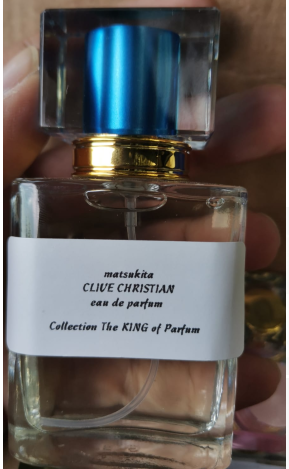 matsukita
CLIVE CHRISTIAN
eau de parfum
Collection The KING of Parfum